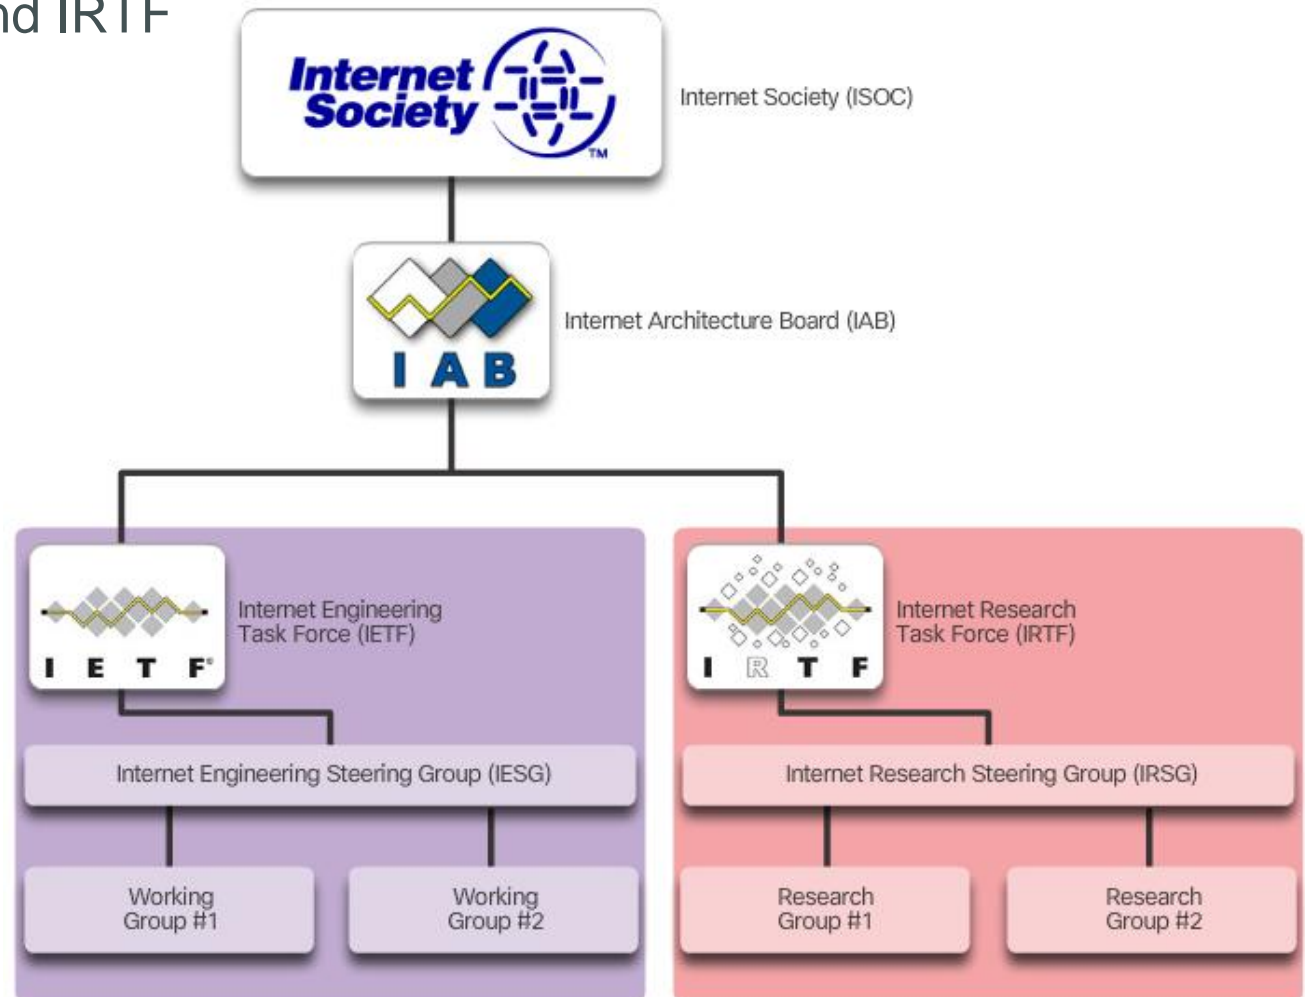 nd IRTF
Internet
Society
TM
Internet Society (ISOC)
I A B
Internet Architecture Board (IAB)
I E T F®
Internet Engineering
Task Force (IETF)
I R T F
Internet Research
Task Force (IRTF)
Internet Engineering Steering Group (IESG)
Internet Research Steering Group (IRSG)
Working
Group #1
Working
Group #2
Research
Group #1
Research
Group #2